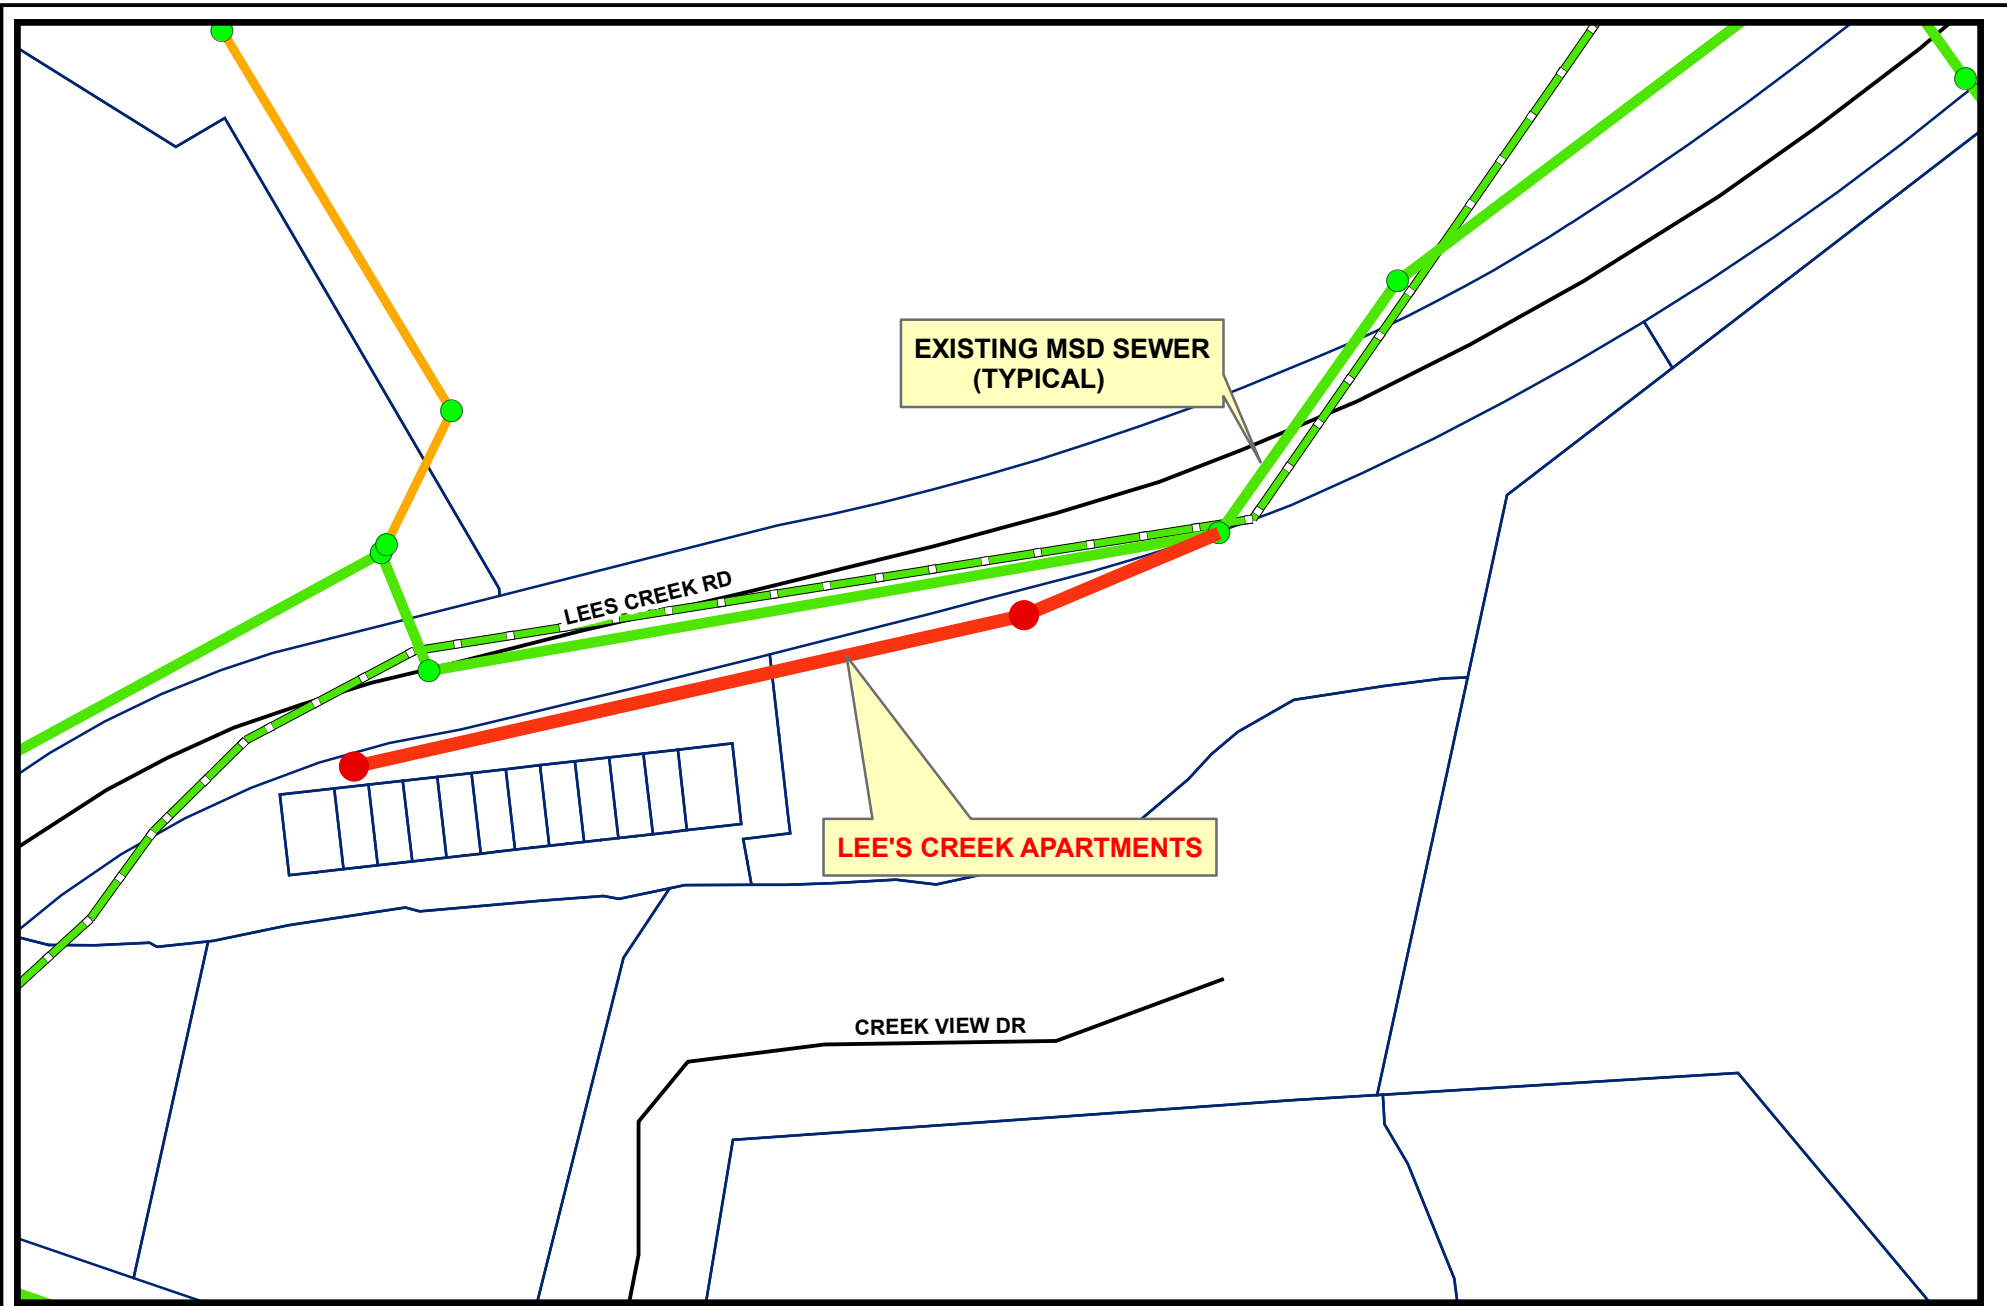 EXISTING MSD SEWER
(TYPICAL)
LEES CREEK RD
LEE'S CREEK APARTMENTS
CREEK VIEW DR